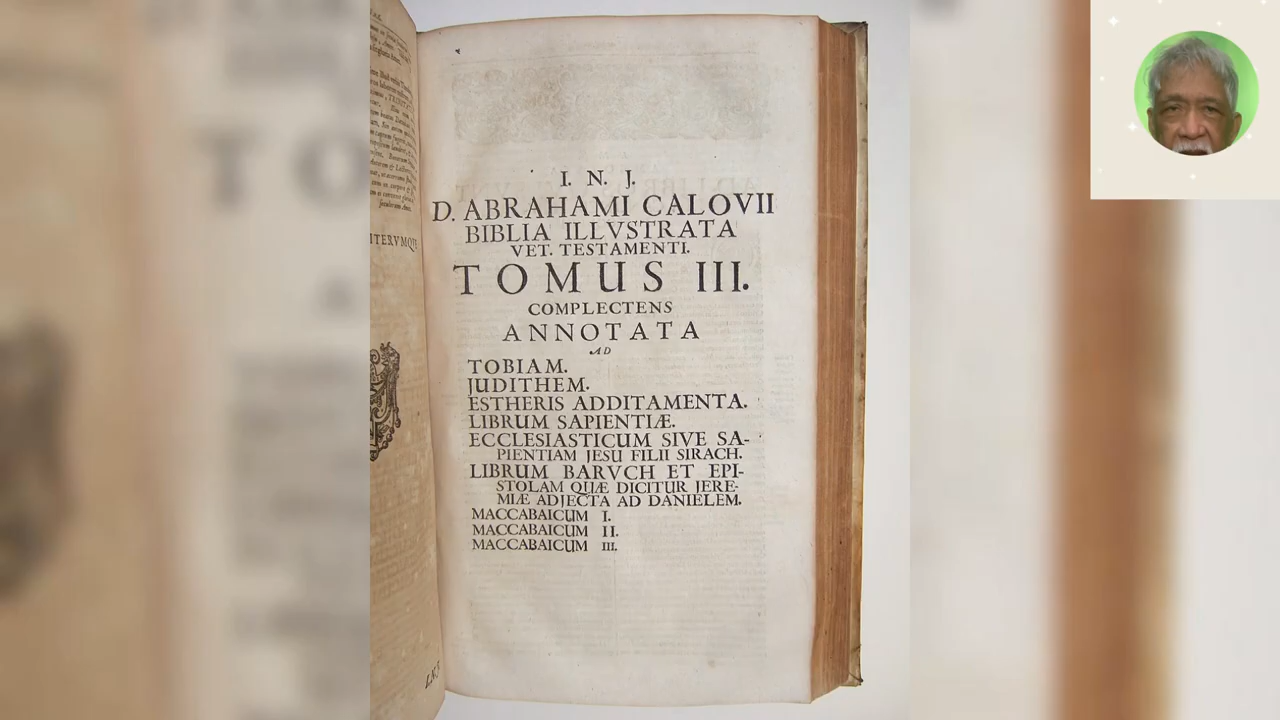 I. N. J.
D. ABRAHAMI CALOVII
BIBLIA ILLVSTRATA
VET. TESTAMENTI.
TOMUS III.
COMPLECTENS
ANNOTATA
AD
TOBIAM.
JUDITHEM.
ESTHERIS ADDITAMENTA.
LIBRUM SAPIENTIÆ.
ECCLESIASTICUM SIVE SA-
PIENTIAM JESU FILII SIRACH.
LIBRUM BARVCH ET EPI-
STOLAM QUÆ DICITUR JERE-
MIÆ ADJECTA AD DANIELEM.
MACCABAICUM I.
MACCABAICUM II.
MACCABAICUM III.